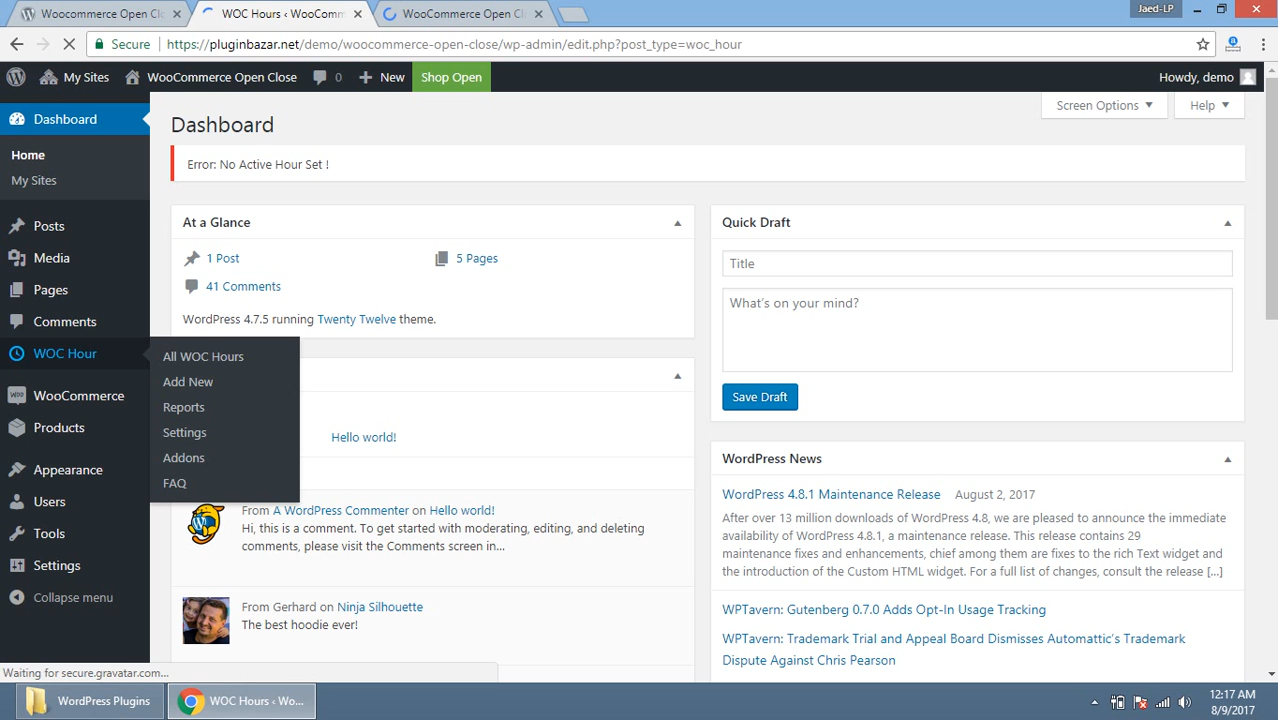 Woocommerce Open Cl
WOC Hours ‹ WooComm
WooCommerce Open Cl
Jaed-LP
Secure
https://pluginbazar.net/demo/woocommerce-open-close/wp-admin/edit.php?post_type=woc_hour
My Sites
WooCommerce Open Close
0
New
Shop Open
Howdy, demo
Dashboard
Home
My Sites
Posts
Media
Pages
Comments
WOC Hour
WooCommerce
Products
Appearance
Users
Tools
Settings
Collapse menu
All WOC Hours
Add New
Reports
Settings
Addons
FAQ
Screen Options
Help
Dashboard
Error: No Active Hour Set !
At a Glance
1 Post
5 Pages
41 Comments
WordPress 4.7.5 running Twenty Twelve theme.
Hello world!
From A WordPress Commenter on Hello world!
Hi, this is a comment. To get started with moderating, editing, and deleting
comments, please visit the Comments screen in...
From Gerhard on Ninja Silhouette
The best hoodie ever!
Quick Draft
Title
What's on your mind?
Save Draft
WordPress News
WordPress 4.8.1 Maintenance Release August 2, 2017
After over 13 million downloads of WordPress 4.8, we are pleased to announce the immediate
availability of WordPress 4.8.1, a maintenance release. This release contains 29
maintenance fixes and enhancements, chief among them are fixes to the rich Text widget and
the introduction of the Custom HTML widget. For a full list of changes, consult the release [...]
WPTavern: Gutenberg 0.7.0 Adds Opt-In Usage Tracking
WPTavern: Trademark Trial and Appeal Board Dismisses Automattic's Trademark
Dispute Against Chris Pearson
Waiting for secure.gravatar.com...
WordPress Plugins
WOC Hours ‹ Wo...
12:17 AM
8/9/2017